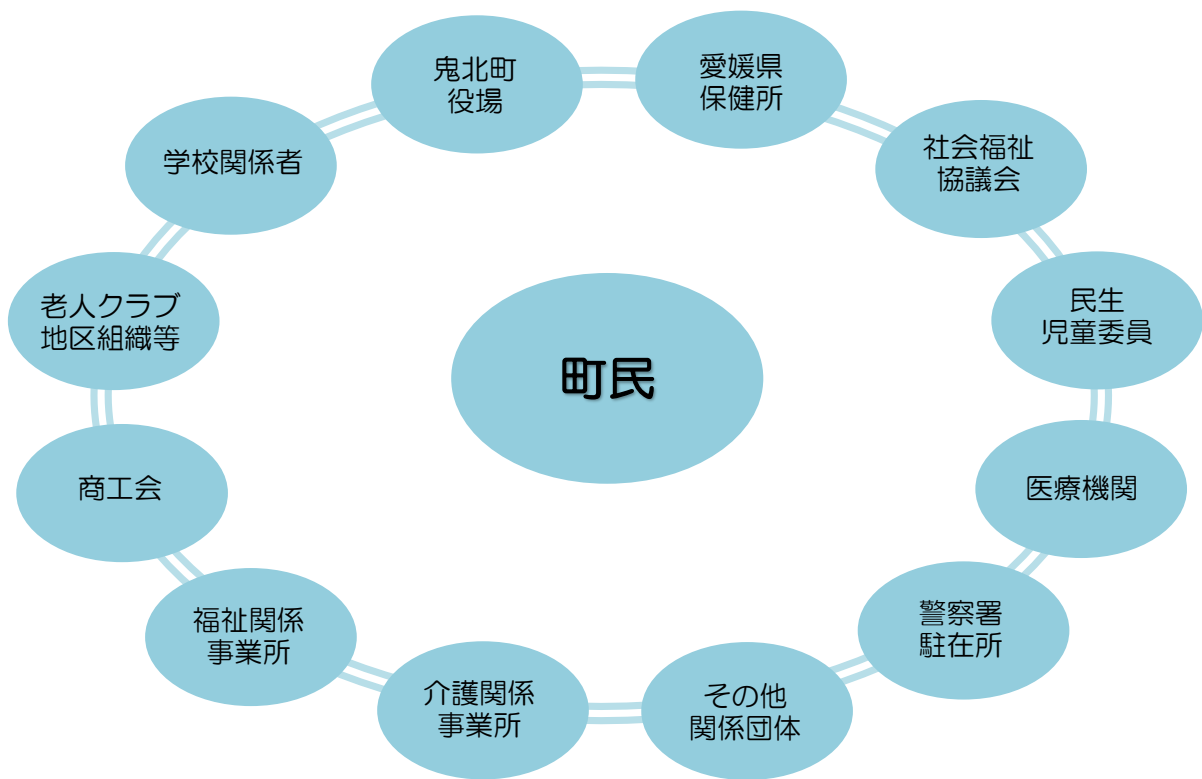 鬼北町
役場
愛媛県
保健所
社会福祉
協議会
民生
児童委員
医療機関
警察署
駐在所
その他
関係団体
介護関係
事業所
福祉関係
事業所
商工会
老人クラブ
地区組織等
学校関係者
町民